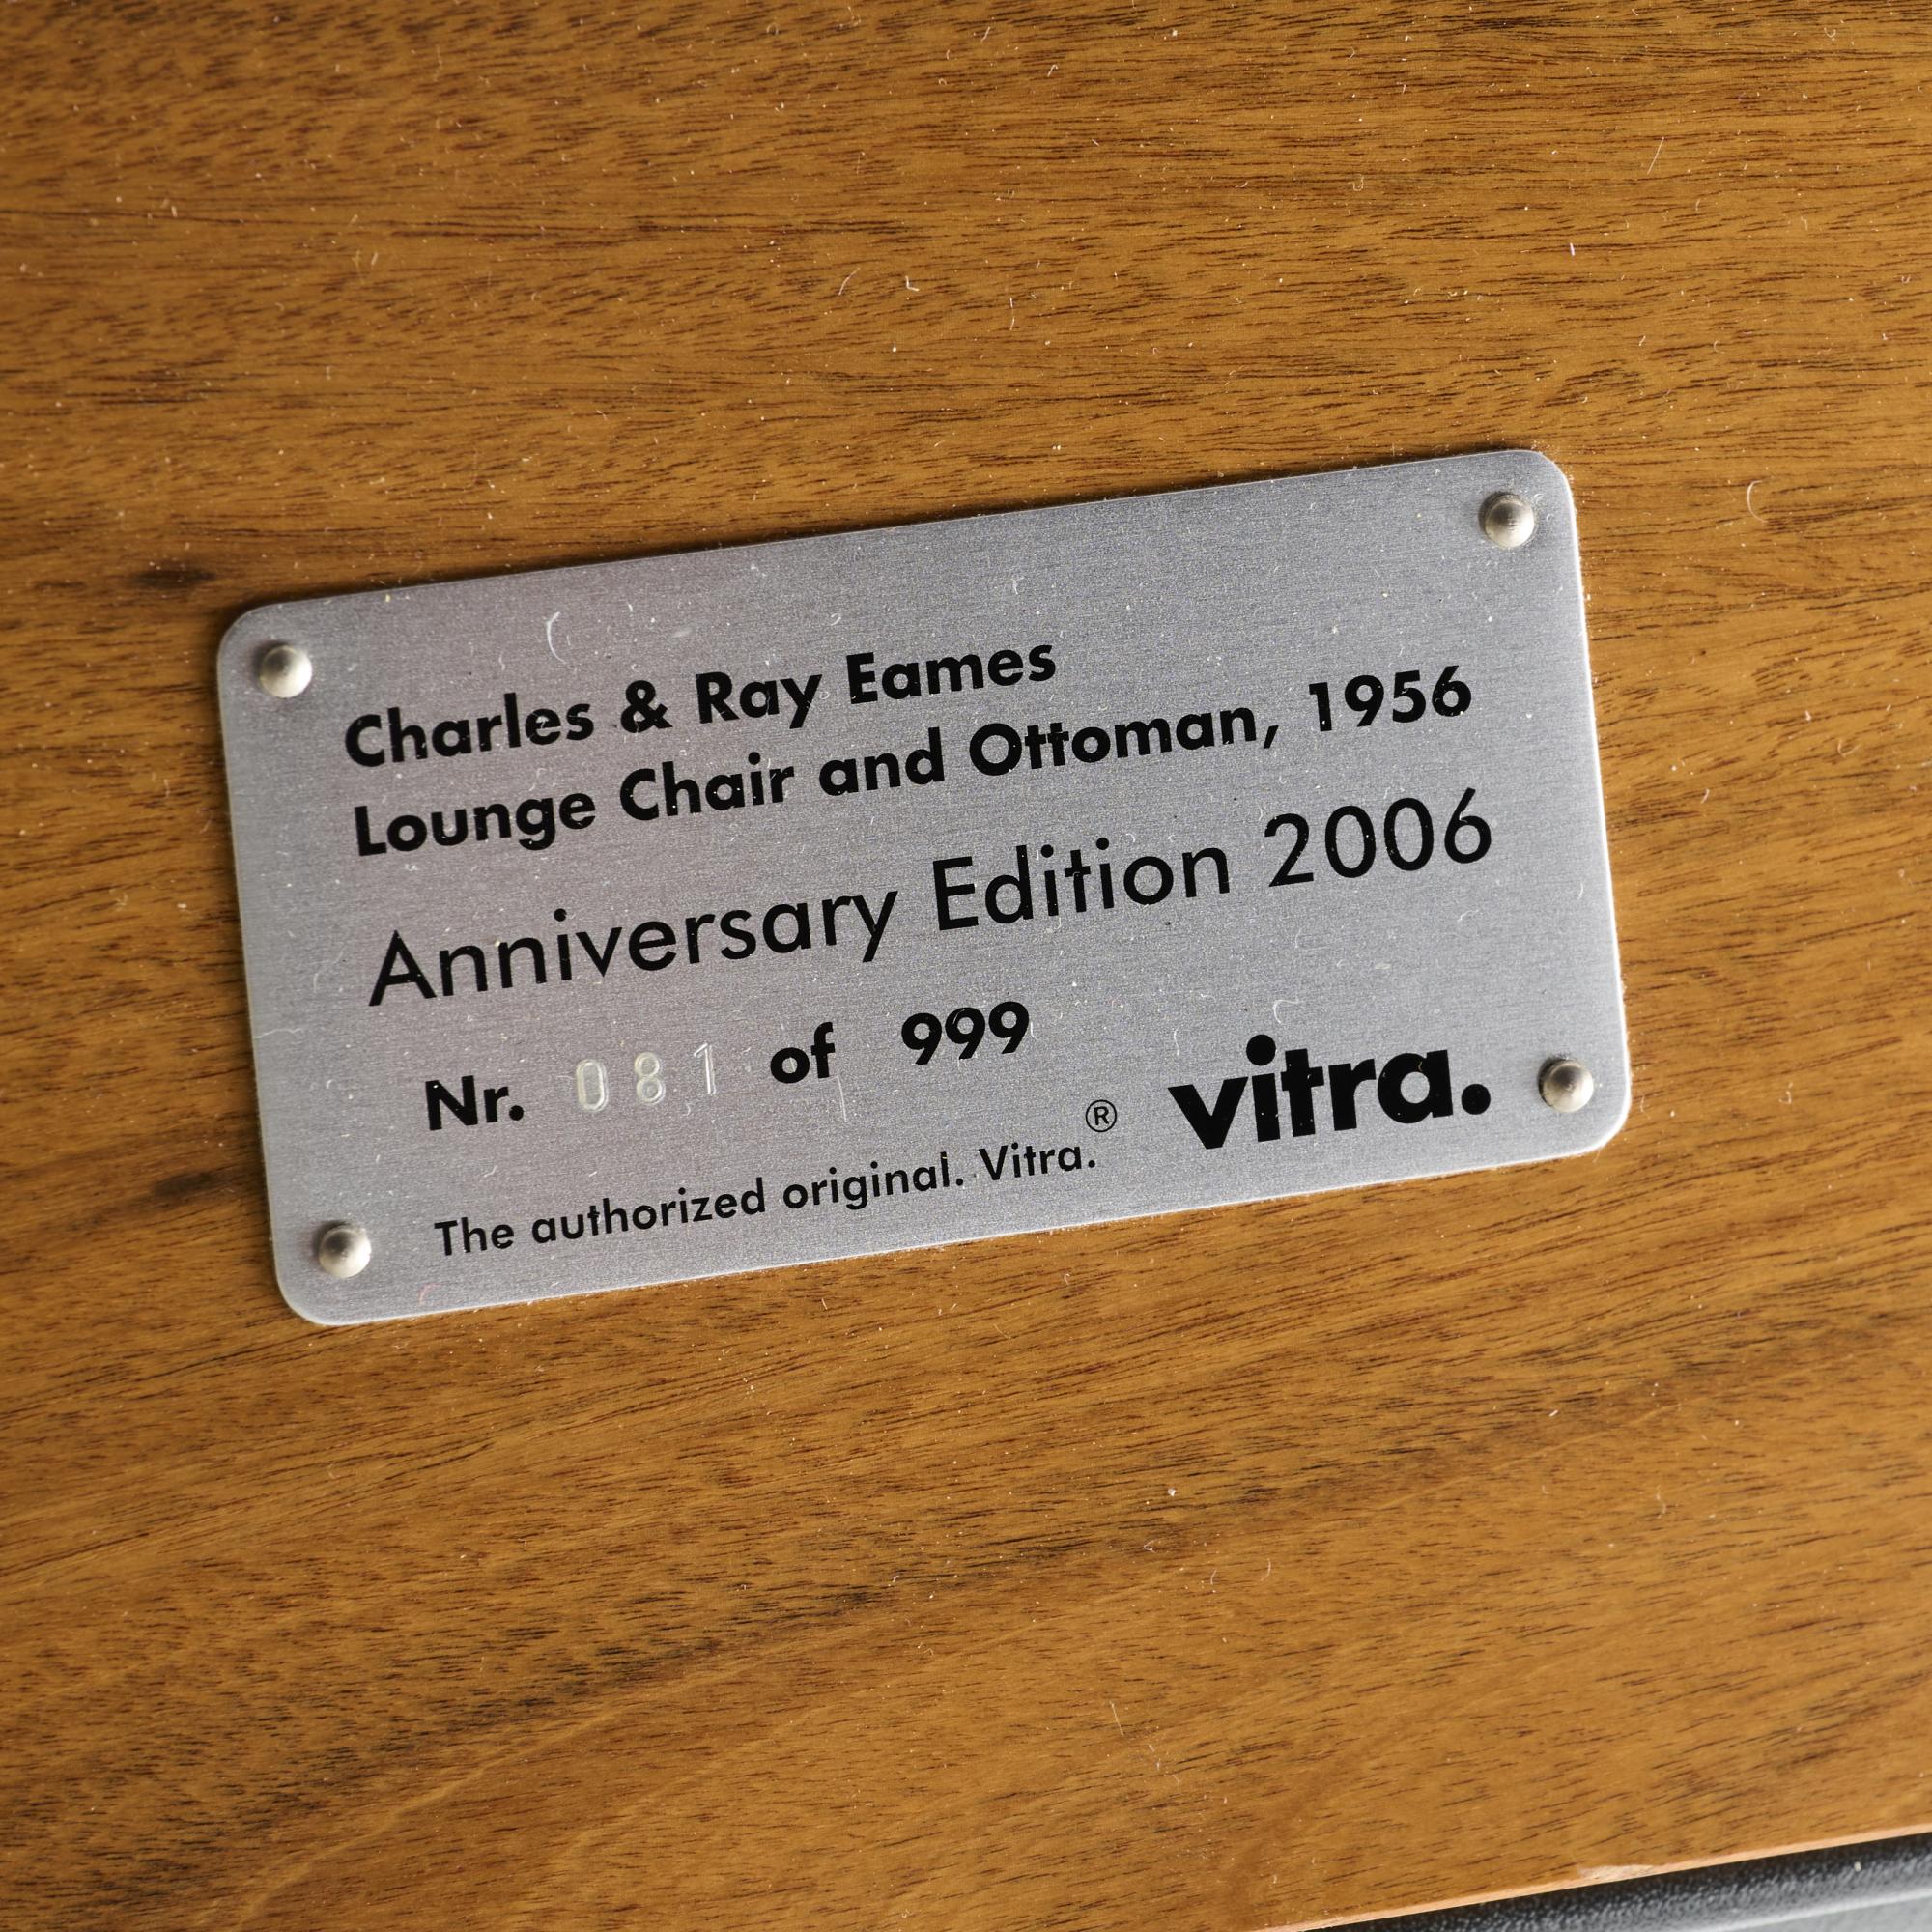 Charles & Ray Eames
Lounge Chair and Ottoman, 1956
Anniversary Edition 2006
Nr. 081 of 999
The authorized original. Vitra.®
vitra.